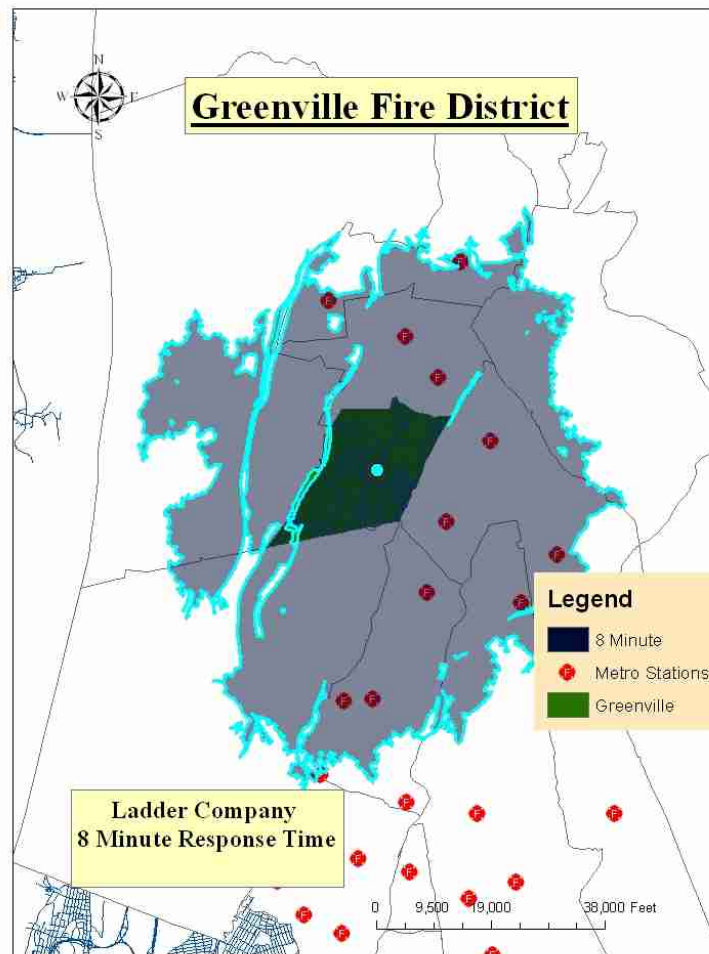 N
W E
S
Greenville Fire District
F
F
F
F
F
F
F
F
F
F
F
Legend
8 Minute
F Metro Stations
Greenville
Ladder Company
8 Minute Response Time
F
F
F
F
F
F
F
F
F
0 9,500 19,000 38,000 Feet